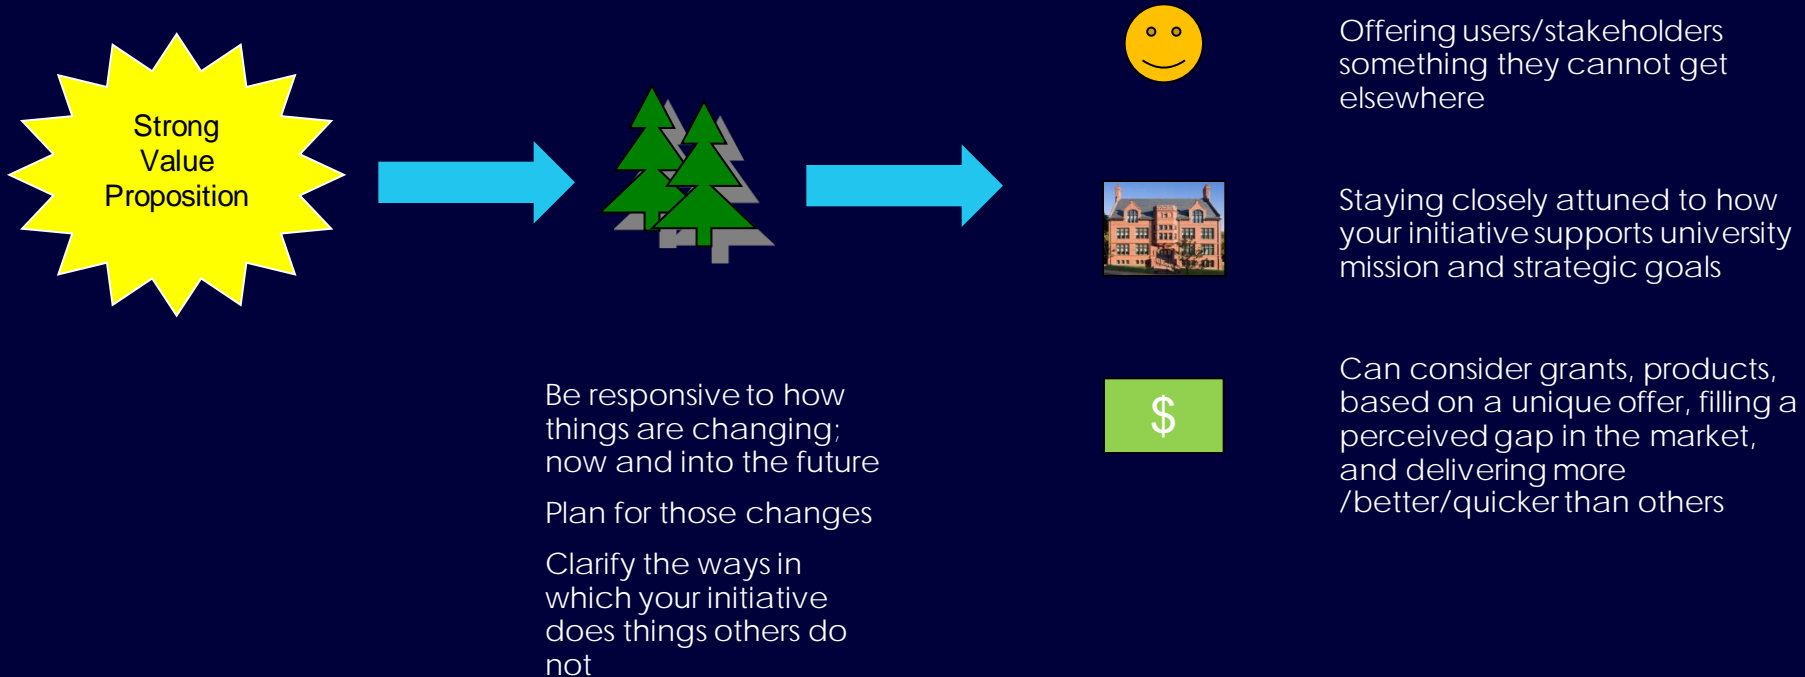 Strong
Value
Proposition
Be responsive to how
things are changing;
now and into the future
Plan for those changes
Clarify the ways in
which your initiative
does things others do
not
Offering users/stakeholders
something they cannot get
elsewhere
Staying closely attuned to how
your initiative supports university
mission and strategic goals
$
Can consider grants, products,
based on a unique offer, filling a
perceived gap in the market,
and delivering more
/better/quicker than others